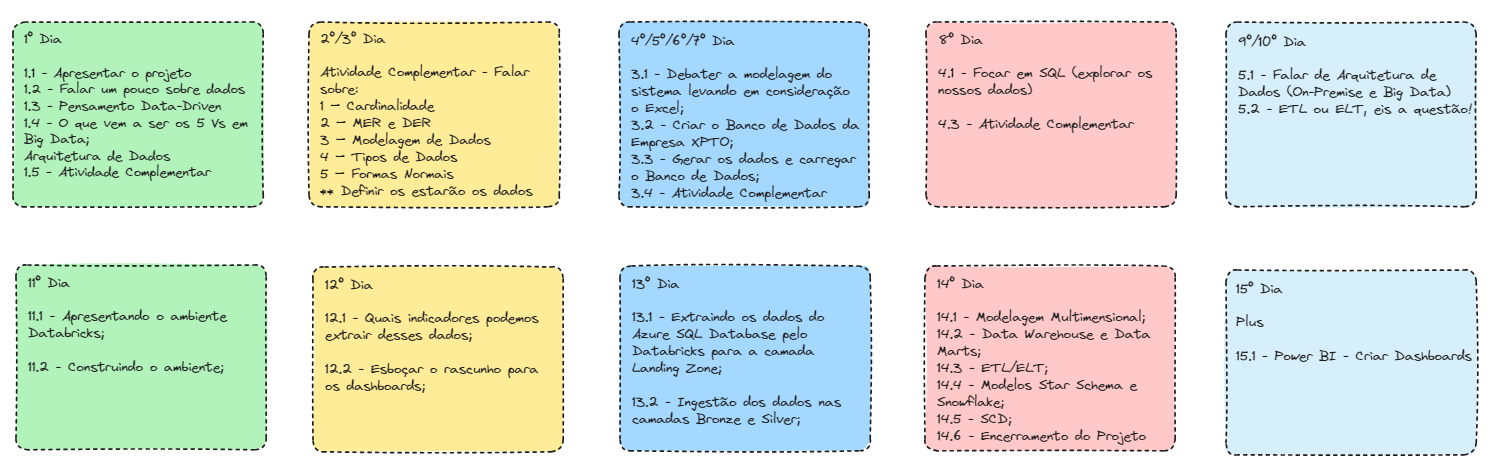 1º Dia
1.1 - Apresentar o projeto
1.2 - Falar um pouco sobre dados
1.3 - Pensamento Data-Driven
1.4 - O que vem a ser os 5 Vs em
Big Data;
Arquitetura de Dados
1.5 - Atividade Complementar
2º/3º Dia
Atividade Complementar - Falar
sobre:
1 - Cardinalidade
2 - MER e DER
3 - Modelagem de Dados
4 - Tipos de Dados
5 - Formas Normais
** Definir os estarão os dados
4º/5º/6º/7º Dia
3.1 - Debater a modelagem do
sistema levando em consideração
o Excel;
3.2 - Criar o Banco de Dados da
Empresa XPTO;
3.3 - Gerar os dados e carregar
o Banco de Dados;
3.4 - Atividade Complementar
8º Dia
4.1 - Focar em SQL (explorar os
nossos dados)
4.3 - Atividade Complementar
9º/10º Dia
5.1 - Falar de Arquitetura de
Dados (On-Premise e Big Data)
5.2 - ETL ou ELT, eis a questão!
11º Dia
11.1 - Apresentando o ambiente
Databricks;
11.2 - Construindo o ambiente;
12º Dia
12.1 - Quais indicadores podemos
extrair desses dados;
12.2 - Esboçar o rascunho para
os dashboards;
13º Dia
13.1 - Extraindo os dados do
Azure SQL Database pelo
Databricks para a camada
Landing Zone;
13.2 - Ingestão dos dados nas
camadas Bronze e Silver;
14º Dia
14.1 - Modelagem Multimensional;
14.2 - Data Warehouse e Data
Marts;
14.3 - ETL/ELT;
14.4 - Modelos Star Schema e
Snowflake;
14.5 - SCD;
14.6 - Encerramento do Projeto
15º Dia
Plus
15.1 - Power BI - Criar Dashboards